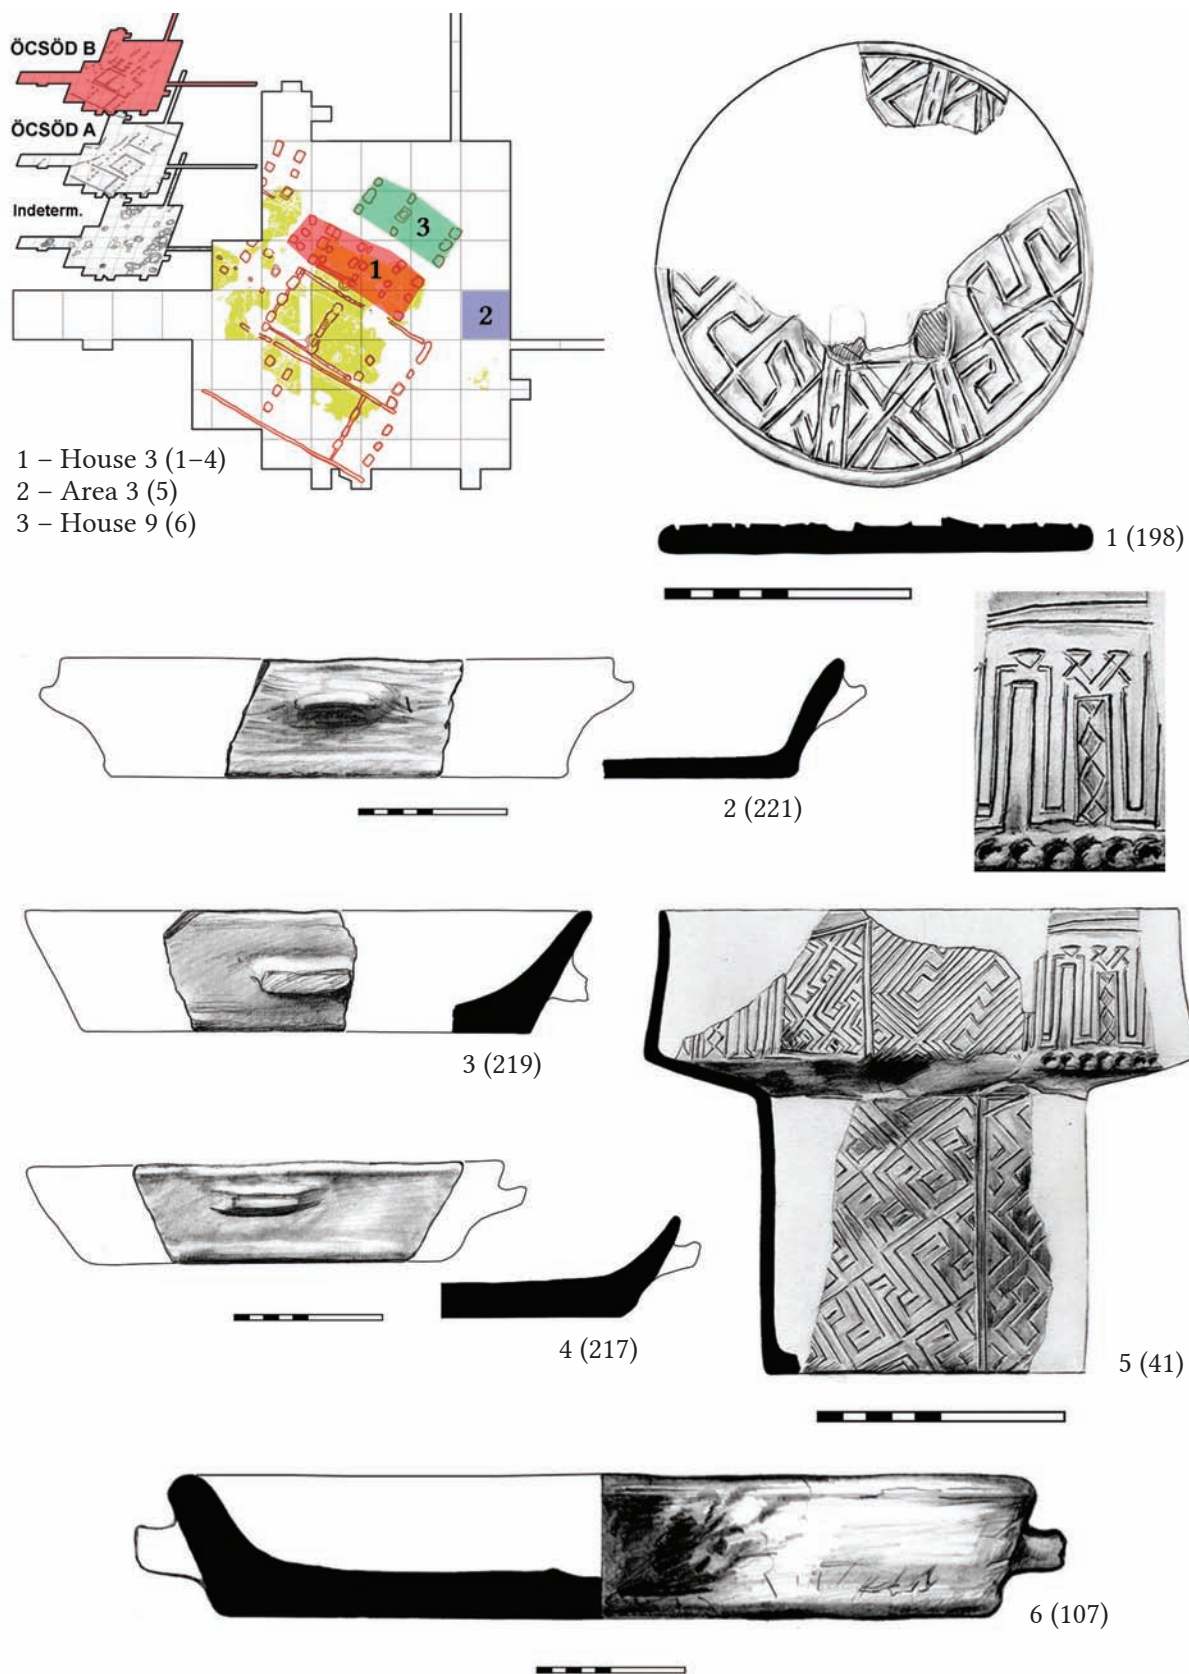 ÖCSÖD B
ÖCSÖD A
Indeterm.
3
1
2
1 – House 3 (1–4)
2 – Area 3 (5)
3 – House 9 (6)
1 (198)
2 (221)
3 (219)
4 (217)
5 (41)
6 (107)